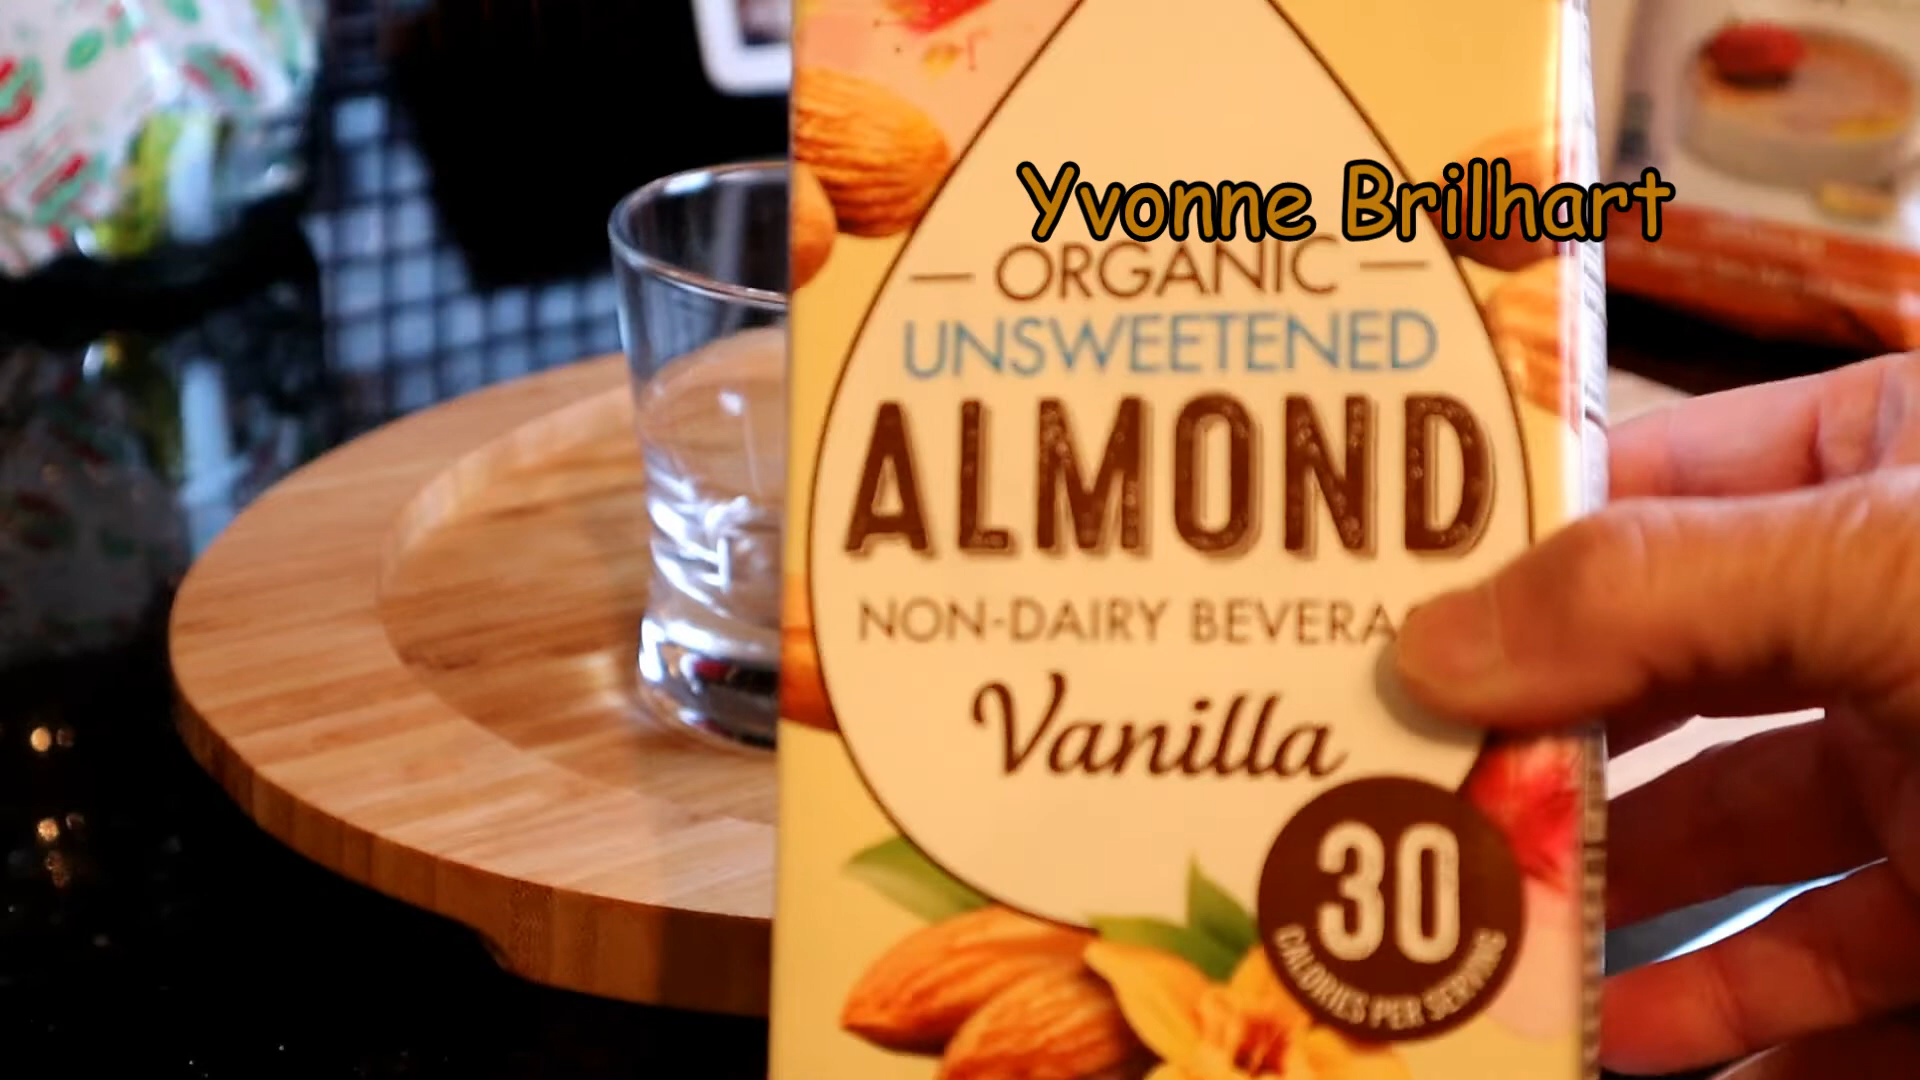 Yvonne Brilhart
ORGANIC
UNSWEETENED
ALMOND
NON-DAIRY BEVERA
Vanilla
30
CALORIES PER SERVING